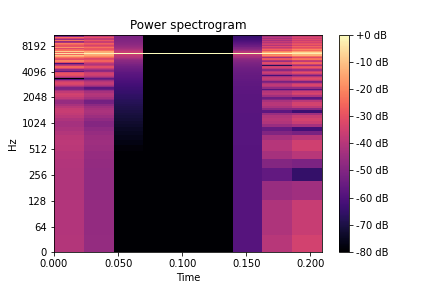 Power spectrogram
8192
4096
2048
1024
512
256
128
64
0
Hz
0.000 0.050 0.100 0.150 0.200
Time
+0 dB
-10 dB
-20 dB
-30 dB
-40 dB
-50 dB
-60 dB
-70 dB
-80 dB